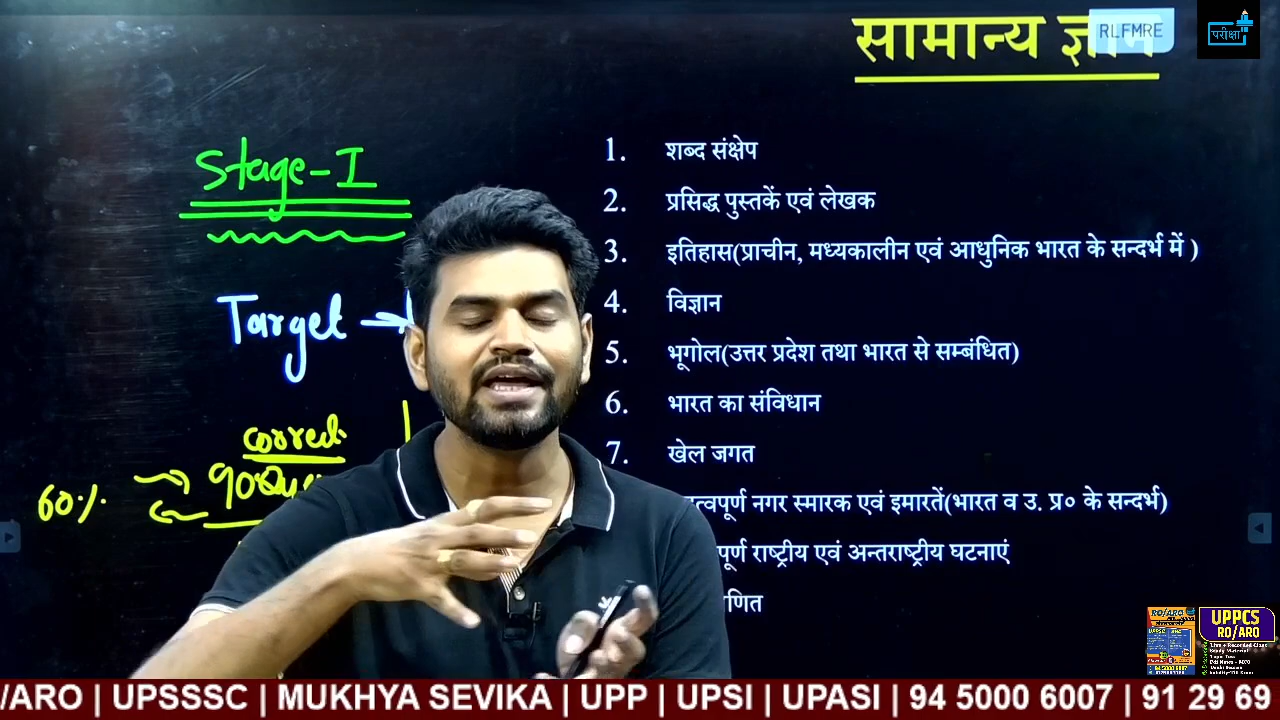 सामान्य
RLFMRE
परीक्षा
Stage-I
Target →
correct
60%
1. शब्द संक्षेप
2. प्रसिद्ध पुस्तकें एवं लेखक
3. इतिहास(प्राचीन, मध्यकालीन एवं आधुनिक भारत के सन्दर्भ में )
4. विज्ञान
5. भूगोल(उत्तर प्रदेश तथा भारत से सम्बंधित)
6. भारत का संविधान
7. खेल जगत
त्वपूर्ण नगर स्मारक एवं इमारतें(भारत व उ. प्र० के सन्दर्भ)
पूर्ण राष्ट्रीय एवं अन्तराष्ट्रीय घटनाएं
गणित
RO/ARO
UPPCS
RO/ARO
/ARO | UPSSSC | MUKHYA SEVIKA | UPP | UPSI | UPASI | 94 5000 6007 | 91 29 69